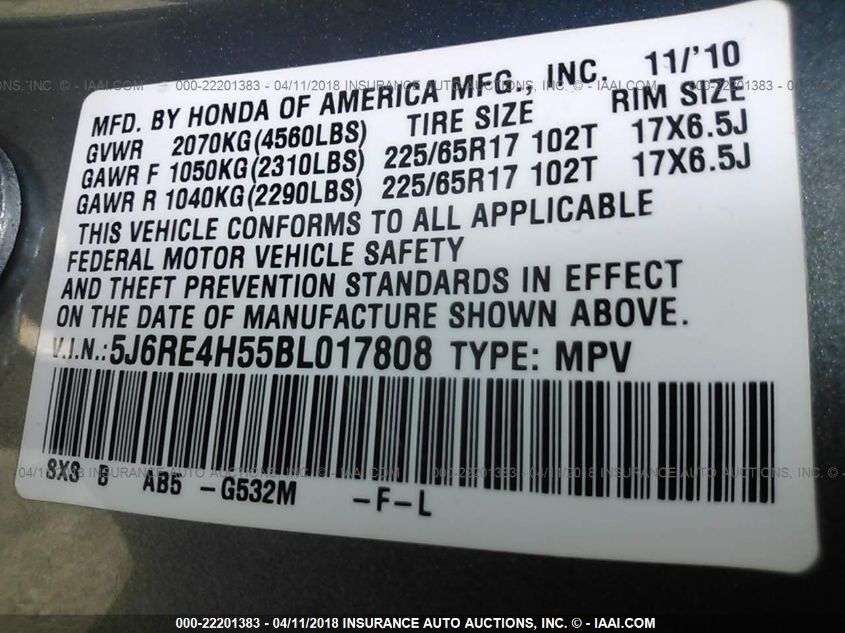 MFD. BY HONDA OF AMERICA MFG., INC. 11/'10
GVWR 2070KG(4560LBS) TIRE SIZE RIM SIZE
GAWR F 1050KG(2310LBS) 225/65R17 102T 17X6.5J
GAWR R 1040KG(2290LBS) 225/65R17 102T 17X6.5J
THIS VEHICLE CONFORMS TO ALL APPLICABLE
FEDERAL MOTOR VEHICLE SAFETY
AND THEFT PREVENTION STANDARDS IN EFFECT
ON THE DATE OF MANUFACTURE SHOWN ABOVE.
V.I.N.:5J6RE4H55BL017808 TYPE: MPV
SXS B AB5 -G532M -F-L
000-22201383 - 04/11/2018 INSURANCE AUTO AUCTIONS, INC. - IAAI.COM